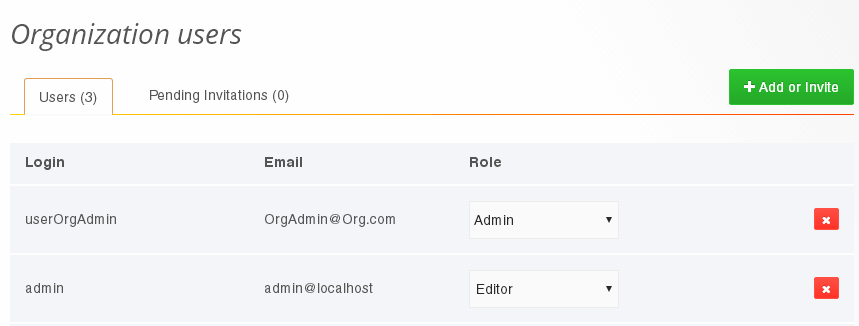 Organization users
Users (3)
Pending Invitations (0)
+ Add or Invite
Login Email Role
userOrgAdmin OrgAdmin@Org.com Admin
admin admin@localhost Editor